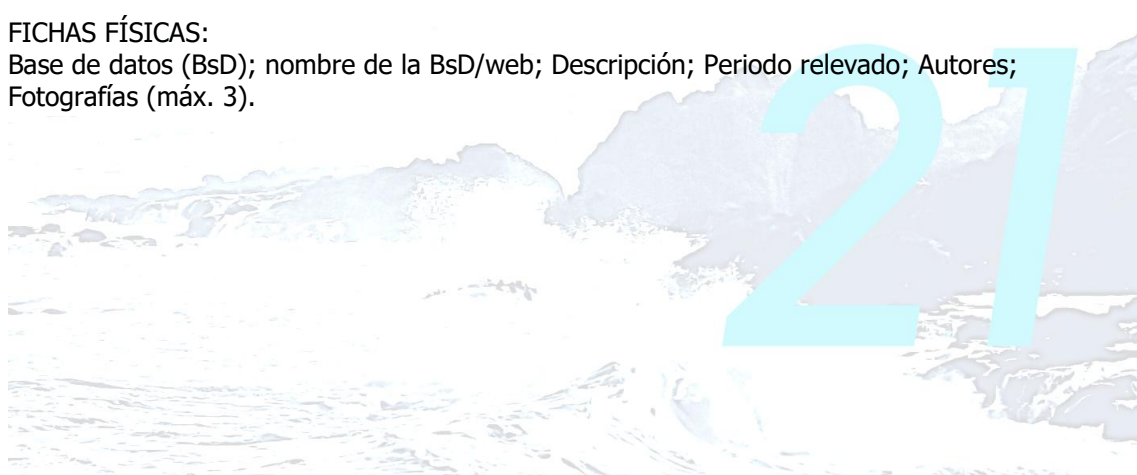 FICHAS FÍSICAS:
Base de datos (BsD); nombre de la BsD/web; Descripción; Periodo relevado; Autores;
Fotografías (máx. 3).
21